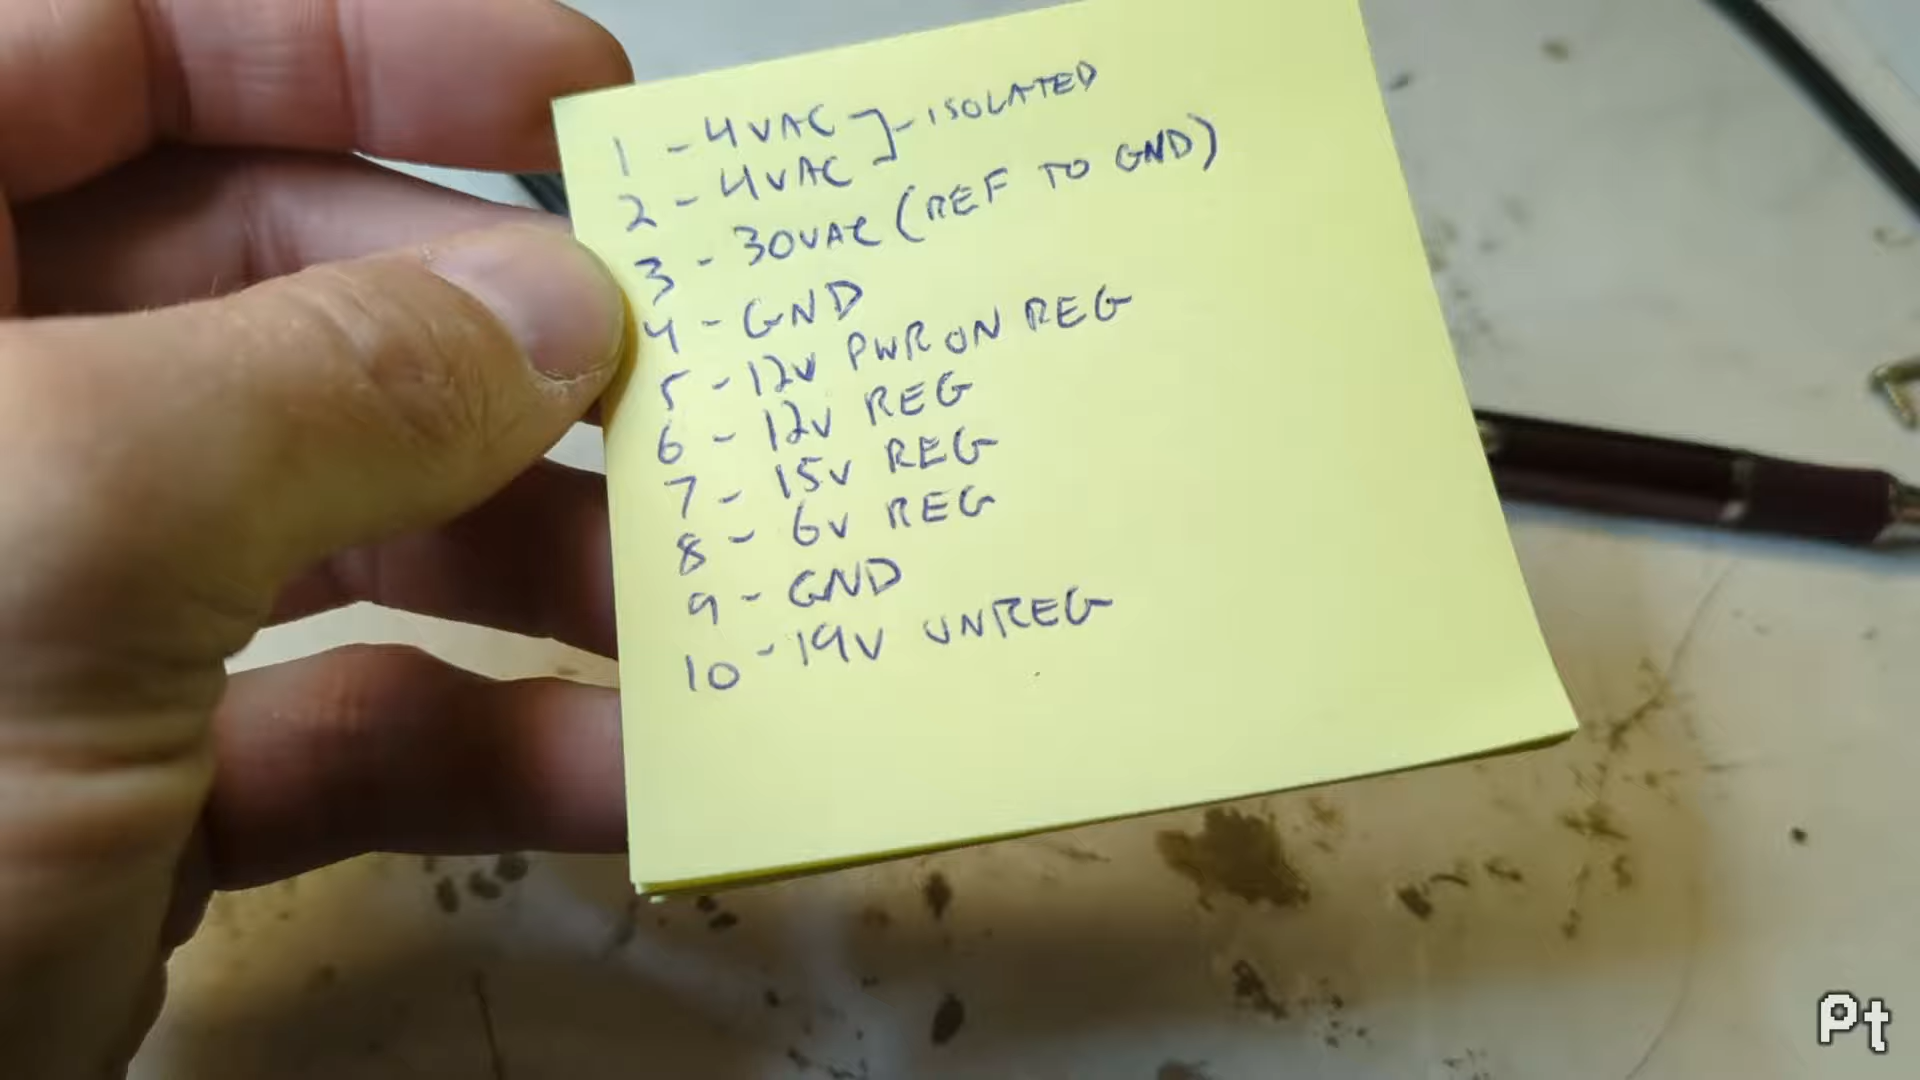 1 - 4VAC ]- ISOLATED
2 - 4VAC
3 - 30VAC (REF TO GND)
4 - GND
5 - 12V PWR ON REG
6 - 12V REG
7 - 15V REG
8 - 6V REG
9 - GND
10 - 19V UNREG
Pt